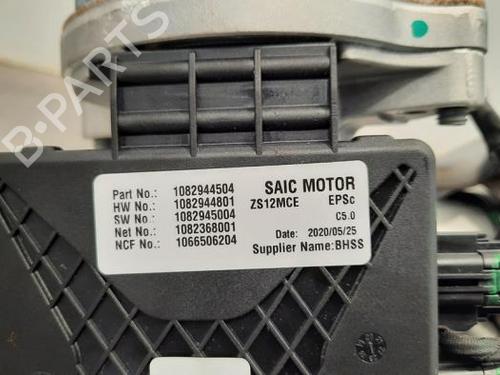 B-PARTS
Part No.: 1082944504 SAIC MOTOR
HW No.: 1082944801 ZS12MCE EPSc
SW No.: 1082945004 C5.0
Net No.: 1082368001 Date: 2020/05/25
NCF No.: 1066506204 Supplier Name:BHSS